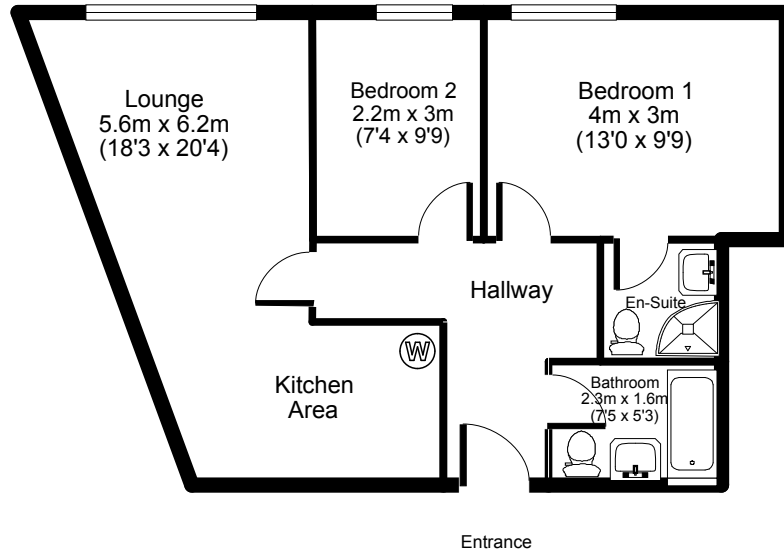 Lounge
5.6m x 6.2m
(18'3 x 20'4)
Bedroom 2
2.2m x 3m
(7'4 x 9'9)
Bedroom 1
4m x 3m
(13'0 x 9'9)
Hallway
En-Suite
W
Kitchen
Area
Bathroom
2.3m x 1.6m
(7'5 x 5'3)
Entrance